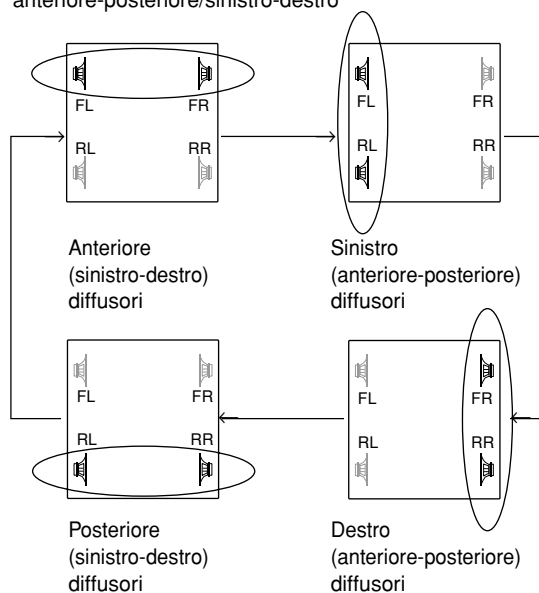 anteriore-posteriore/sinistro-destro
FL FR
RL RR
Anteriore
(sinistro-destro)
diffusori
FL FR
RL RR
Sinistro
(anteriore-posteriore)
diffusori
FL FR
RL RR
Posteriore
(sinistro-destro)
diffusori
FL FR
RL RR
Destro
(anteriore-posteriore)
diffusori